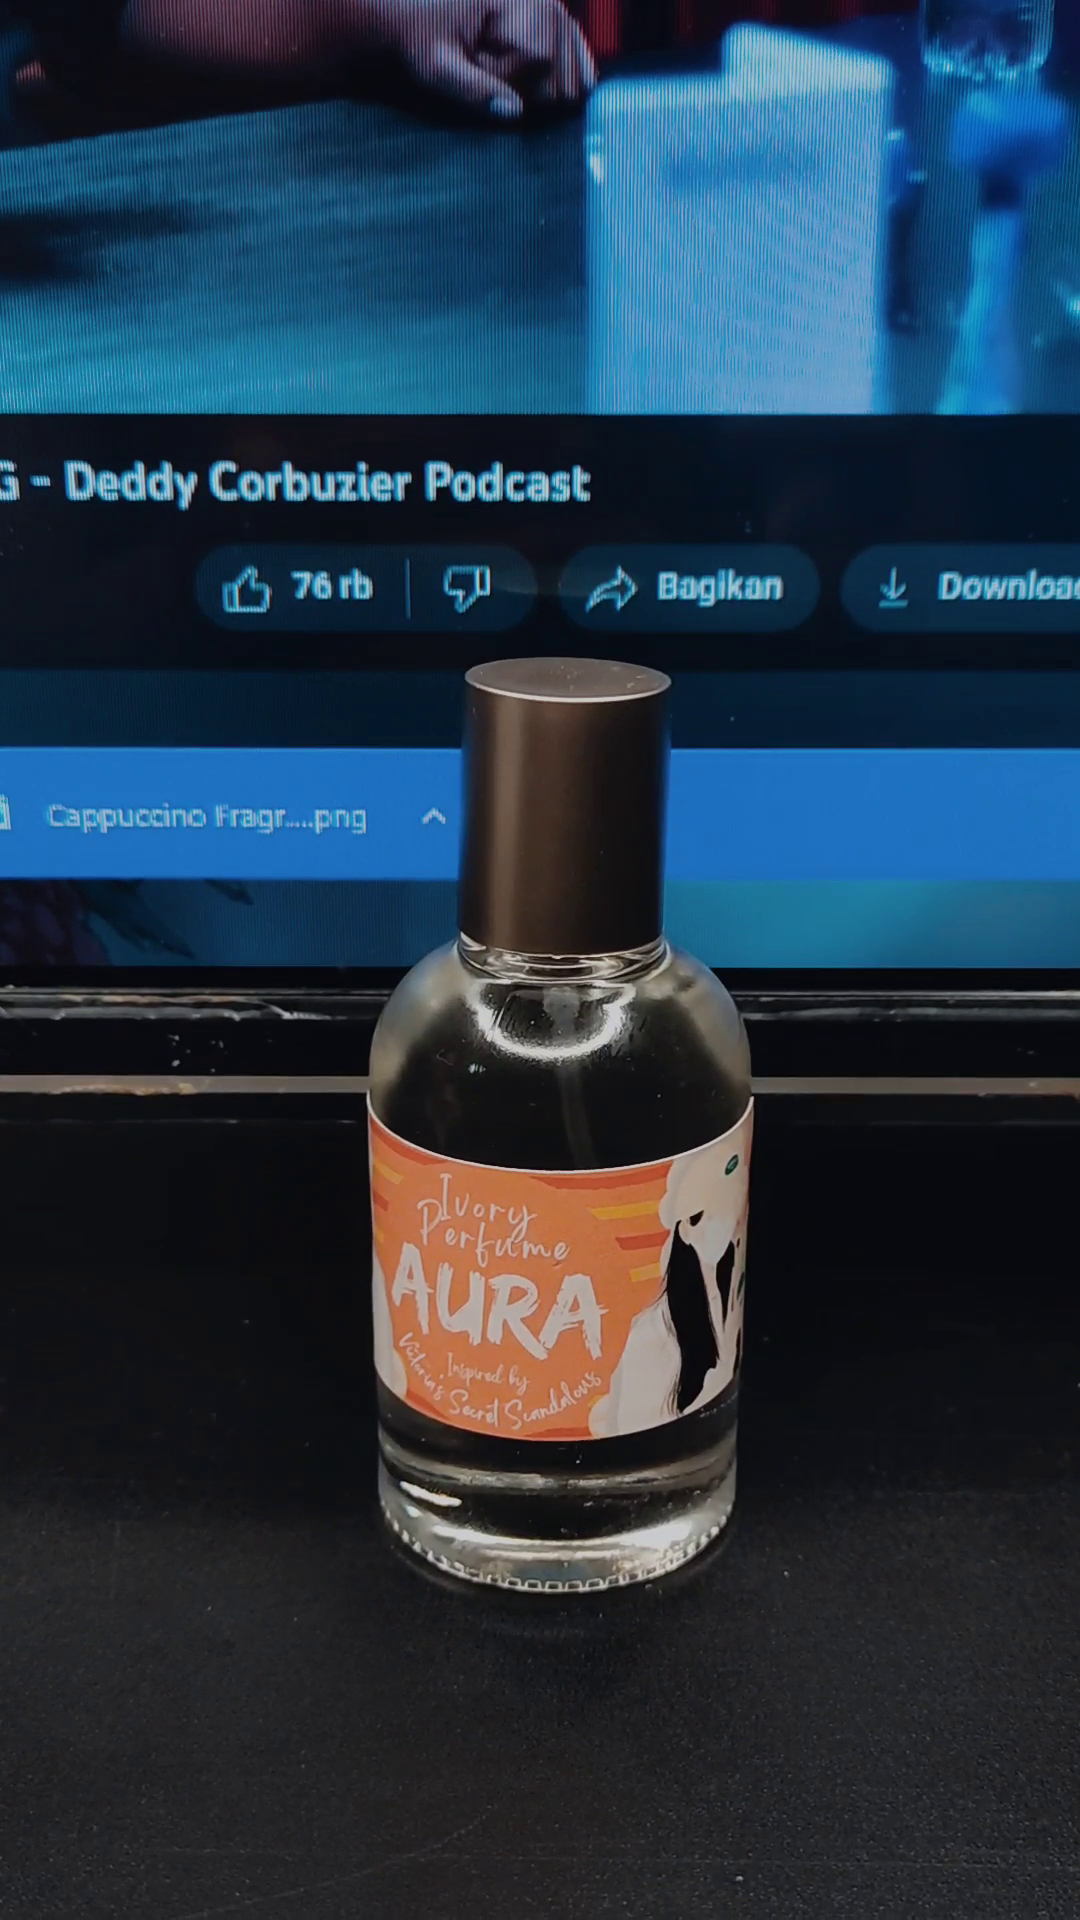 G - Deddy Corbuzier Podcast
76 rb
Bagikan
Download
Cappuccino Fragr....png
Ivory
Perfume
AURA
Inspired by
Victoria's Secret Scandalous